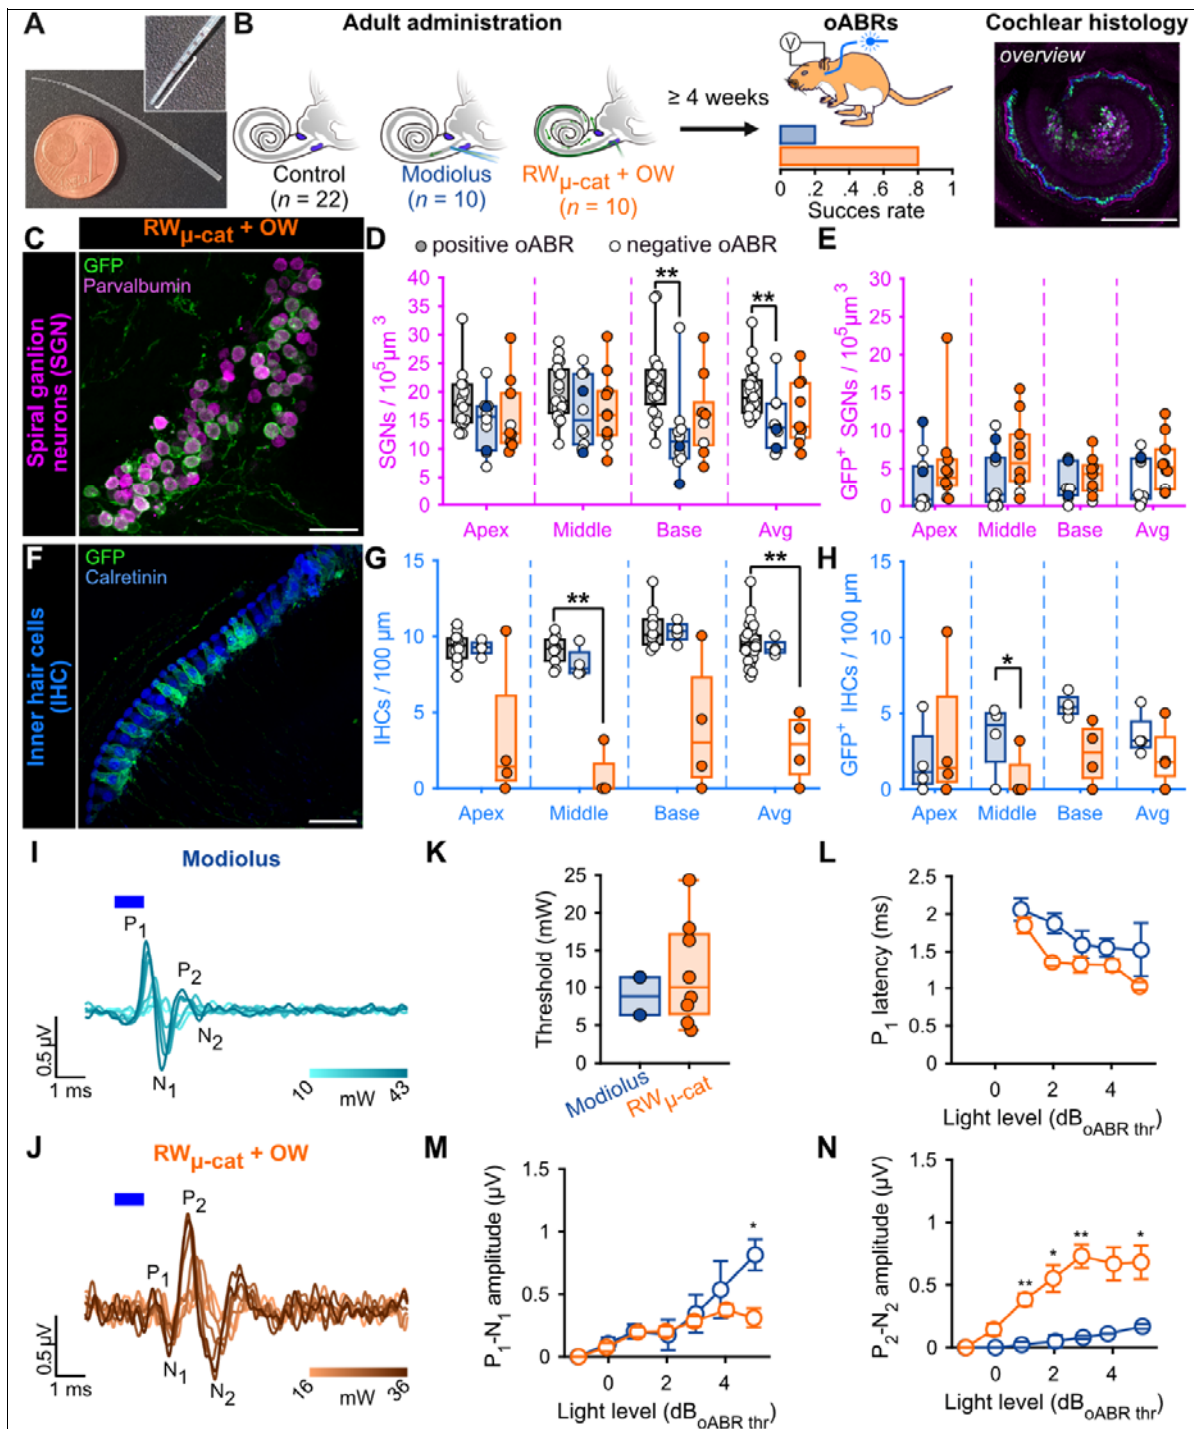 A
B
Adult administration
oABRs
Cochlear histology
overview
V
≥ 4 weeks
1
Control
(n = 22)
Modiolus
(n = 10)
RWµ-cat + OW
(n = 10)
0 .2 .4 .6 .8 1
Succes rate
C
RWµ-cat + OW
GFP
Parvalbumin
Spiral ganlion
neurons (SGN)
D
positive oABR
negative oABR
SGNs / 10⁵µm³
40
35
30
25
20
15
10
5
0
**
**
Apex
Middle
Base
Avg
E
GFP⁺ SGNs / 10⁵µm³
30
25
20
15
10
5
0
Apex
Middle
Base
Avg
F
GFP
Calretinin
Inner hair cells
(IHC)
G
IHCs / 100 µm
15
10
5
0
**
**
Apex
Middle
Base
Avg
H
GFP⁺ IHCs / 100 µm
15
10
5
0
*
Apex
Middle
Base
Avg
I
Modiolus
P₁
P₂
N₁
N₂
0.5 µV
1 ms
10
mW
43
J
RWµ-cat + OW
P₁
P₂
N₁
N₂
0.5 µV
1 ms
16
mW
36
K
Threshold (mW)
25
20
15
10
5
0
Modiolus
RWµ-cat
L
P₁ latency (ms)
2.5
2
1.5
1
0.5
0
0 2 4
Light level (dBoABR thr)
M
P₁-N₁ amplitude (µV)
1.5
1
0.5
0
*
0 2 4
Light level (dBoABR thr)
N
P₂-N₂ amplitude (µV)
1.5
1
0.5
0
**
*
**
*
0 2 4
Light level (dBoABR thr)